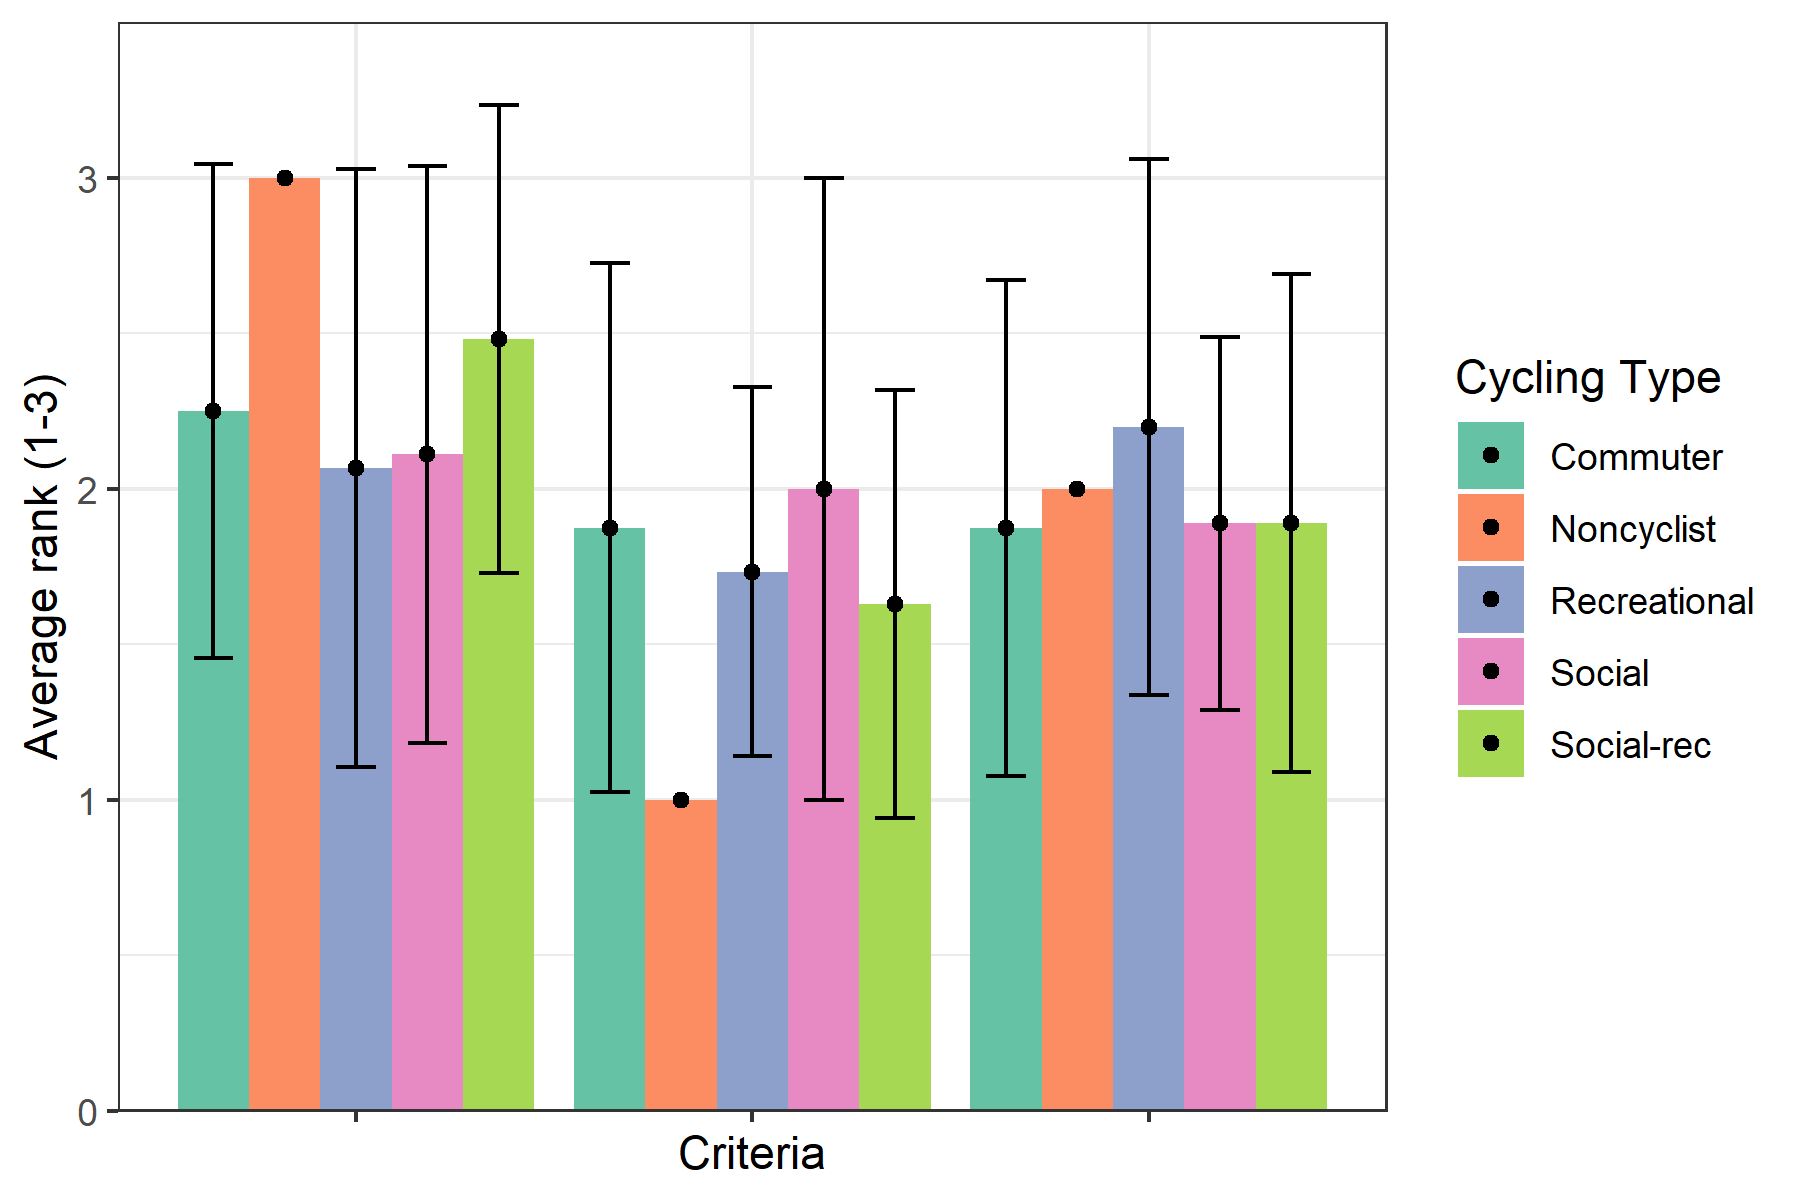 Average rank (1-3)
3
2
1
0
Criteria
Cycling Type
Commuter
Noncyclist
Recreational
Social
Social-rec